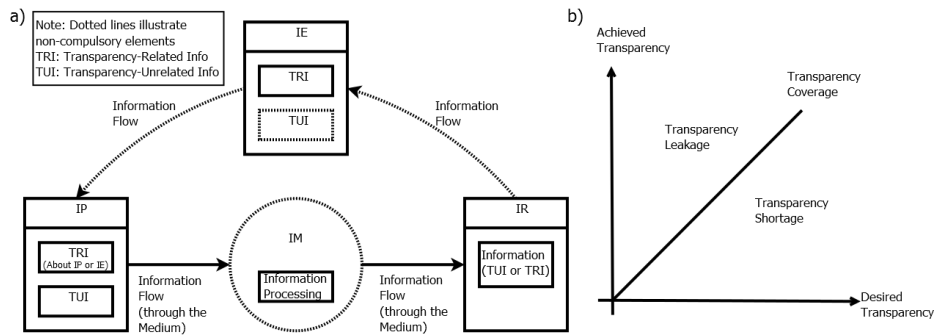 a)
Note: Dotted lines illustrate
non-compulsory elements
TRI: Transparency-Related Info
TUI: Transparency-Unrelated Info
IE
TRI
TUI
Information
Flow
Information
Flow
IP
TRI
(About IP or IE)
TUI
Information
Flow
(through the
Medium)
IM
Information
Processing
Information
Flow
(through the
Medium)
IR
Information
(TUI or TRI)
b)
Achieved
Transparency
Transparency
Coverage
Transparency
Leakage
Transparency
Shortage
Desired
Transparency